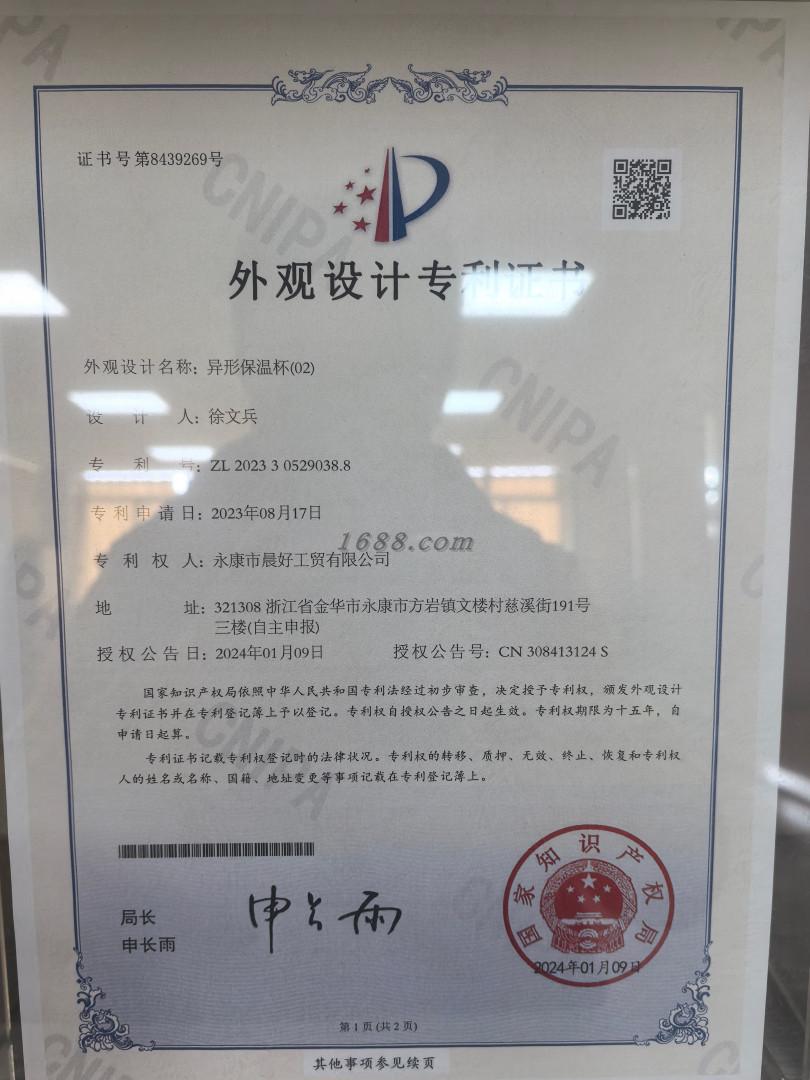 证书号第8439269号
外观设计专利证书
外观设计名称：异形保温杯(02)
设计人：徐文兵
专利号：ZL 2023 3 0529038.8
专利申请日：2023年08月17日
1688.com
专利权人：永康市晨好工贸有限公司
地址：321308 浙江省金华市永康市方岩镇文楼村慈溪街191号
三楼(自主申报)
授权公告日：2024年01月09日 授权公告号：CN 308413124 S
国家知识产权局依照中华人民共和国专利法经过初步审查，决定授予专利权，颁发外观设计
专利证书并在专利登记簿上予以登记。专利权自授权公告之日起生效。专利权期限为十五年，自
申请日起算。
专利证书记载专利权登记时的法律状况。专利权的转移、质押、无效、终止、恢复和专利权
人的姓名或名称、国籍、地址变更等事项记载在专利登记簿上。
局长
申长雨
申长雨
国家知识产权局
2024年01月09日
第 1 页 (共 2 页)
其他事项参见续页
CNIPA
CNIPA
CNIPA
CNIPA